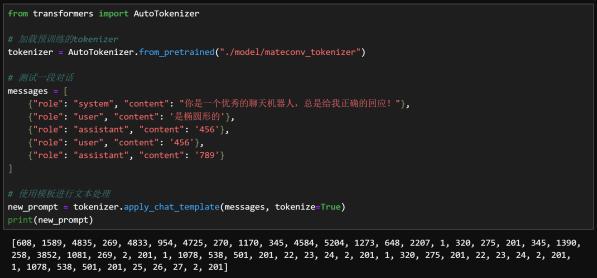 from transformers import AutoTokenizer
# 加载预训练的tokenizer
tokenizer = AutoTokenizer.from_pretrained("./model/mateconv_tokenizer")
# 测试一段对话
messages = [
    {"role": "system", "content": "你是一个优秀的聊天机器人，总是给我正确的回应！"},
    {"role": "user", "content": '是椭圆形的'},
    {"role": "assistant", "content": '456'},
    {"role": "user", "content": '456'},
    {"role": "assistant", "content": '789'}
]
# 使用模板进行文本处理
new_prompt = tokenizer.apply_chat_template(messages, tokenize=True)
print(new_prompt)
[608, 1589, 4835, 269, 4833, 954, 4725, 270, 1170, 345, 4584, 5204, 1273, 648, 2207, 1, 320, 275, 201, 345, 1390,
258, 3852, 1081, 269, 2, 201, 1, 1078, 538, 501, 201, 22, 23, 24, 2, 201, 1, 320, 275, 201, 22, 23, 24, 2, 201,
1, 1078, 538, 501, 201, 25, 26, 27, 2, 201]